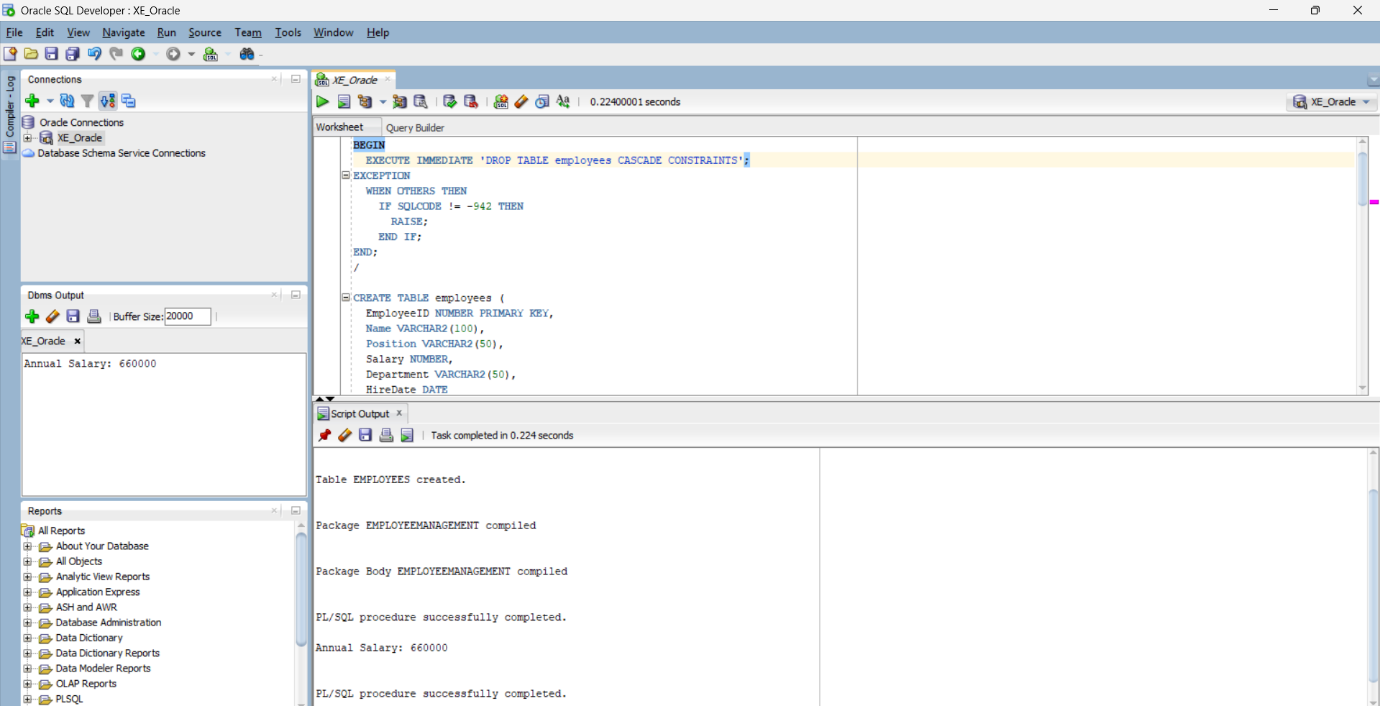 Oracle SQL Developer : XE_Oracle
File Edit View Navigate Run Source Team Tools Window Help
Compiler - Log
Connections
Oracle Connections
XE_Oracle
Database Schema Service Connections
Dbms Output
Buffer Size: 20000
XE_Oracle
Annual Salary: 660000
Reports
All Reports
About Your Database
All Objects
Analytic View Reports
Application Express
ASH and AWR
Database Administration
Data Dictionary
Data Dictionary Reports
Data Modeler Reports
OLAP Reports
PLSQL
XE_Oracle
0.22400001 seconds
XE_Oracle
Worksheet Query Builder
BEGIN
EXECUTE IMMEDIATE 'DROP TABLE employees CASCADE CONSTRAINTS';
EXCEPTION
WHEN OTHERS THEN
IF SQLCODE != -942 THEN
RAISE;
END IF;
END;
/
CREATE TABLE employees (
EmployeeID NUMBER PRIMARY KEY,
Name VARCHAR2(100),
Position VARCHAR2(50),
Salary NUMBER,
Department VARCHAR2(50),
HireDate DATE
Script Output
Task completed in 0.224 seconds
Table EMPLOYEES created.
Package EMPLOYEEMANAGEMENT compiled
Package Body EMPLOYEEMANAGEMENT compiled
PL/SQL procedure successfully completed.
Annual Salary: 660000
PL/SQL procedure successfully completed.